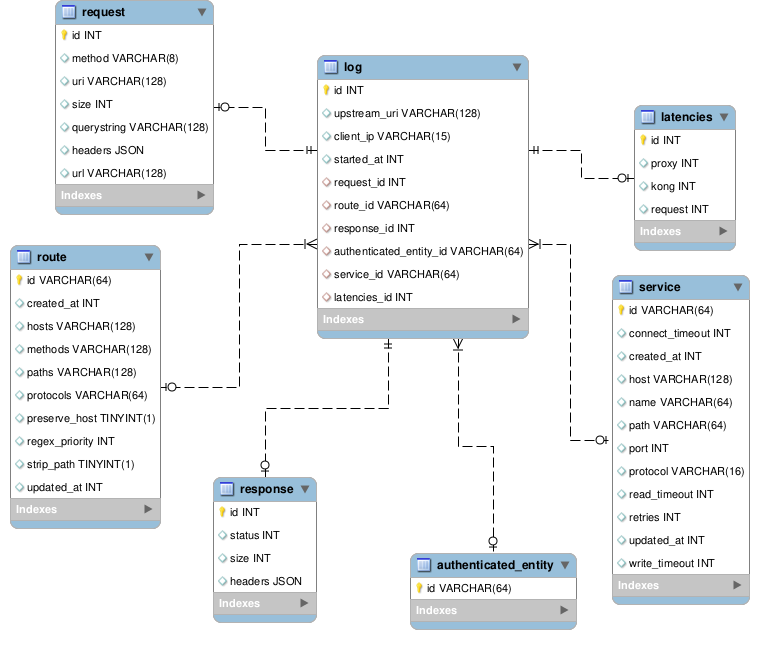 request
id INT
method VARCHAR(8)
uri VARCHAR(128)
size INT
querystring VARCHAR(128)
headers JSON
url VARCHAR(128)
Indexes
log
id INT
upstream_uri VARCHAR(128)
client_ip VARCHAR(15)
started_at INT
request_id INT
route_id VARCHAR(64)
response_id INT
authenticated_entity_id VARCHAR(64)
service_id VARCHAR(64)
latencies_id INT
Indexes
latencies
id INT
proxy INT
kong INT
request INT
Indexes
route
id VARCHAR(64)
created_at INT
hosts VARCHAR(128)
methods VARCHAR(128)
paths VARCHAR(128)
protocols VARCHAR(64)
preserve_host TINYINT(1)
regex_priority INT
strip_path TINYINT(1)
updated_at INT
Indexes
service
id VARCHAR(64)
connect_timeout INT
created_at INT
host VARCHAR(128)
name VARCHAR(64)
path VARCHAR(64)
port INT
protocol VARCHAR(16)
read_timeout INT
retries INT
updated_at INT
write_timeout INT
Indexes
response
id INT
status INT
size INT
headers JSON
Indexes
authenticated_entity
id VARCHAR(64)
Indexes